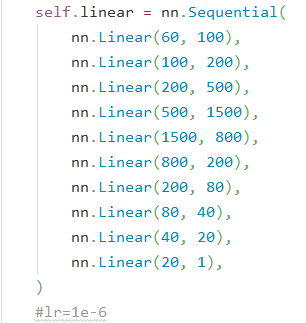 self.linear = nn.Sequential(
nn.Linear(60, 100),
nn.Linear(100, 200),
nn.Linear(200, 500),
nn.Linear(500, 1500),
nn.Linear(1500, 800),
nn.Linear(800, 200),
nn.Linear(200, 80),
nn.Linear(80, 40),
nn.Linear(40, 20),
nn.Linear(20, 1),
)
#lr=1e-6